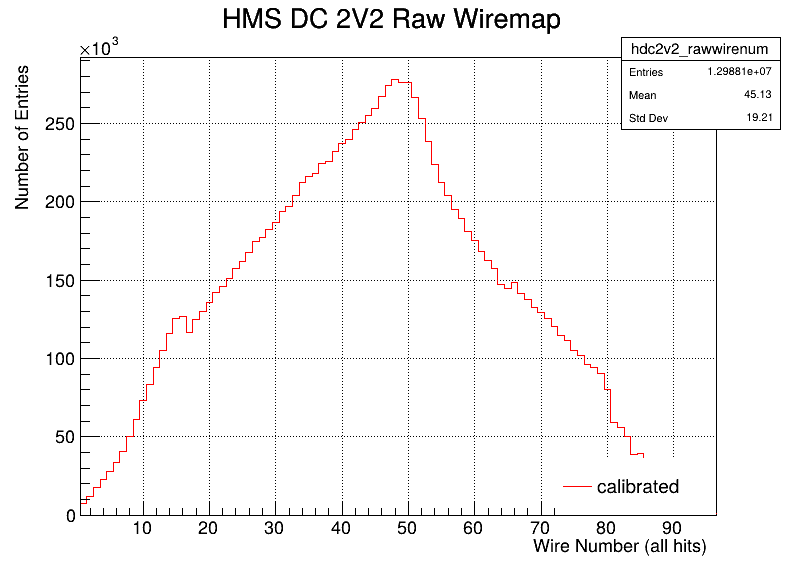 HMS DC 2V2 Raw Wiremap
×10³
hdc2v2_rawwirenum
Entries 1.29881e+07
Mean 45.13
Std Dev 19.21
Number of Entries
250
200
150
100
50
0
calibrated
10 20 30 40 50 60 70 80 90
Wire Number (all hits)